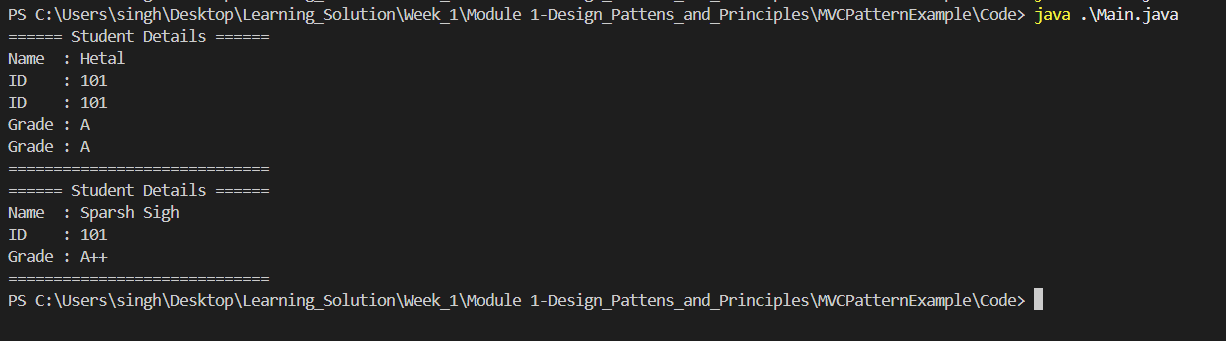 PS C:\Users\singh\Desktop\Learning_Solution\Week_1\Module 1-Design_Pattens_and_Principles\MVCPatternExample\Code> java .\Main.java
====== Student Details ======
Name  : Hetal
ID    : 101
ID    : 101
Grade : A
Grade : A
=============================
====== Student Details ======
Name  : Sparsh Sigh
ID    : 101
Grade : A++
=============================
PS C:\Users\singh\Desktop\Learning_Solution\Week_1\Module 1-Design_Pattens_and_Principles\MVCPatternExample\Code>